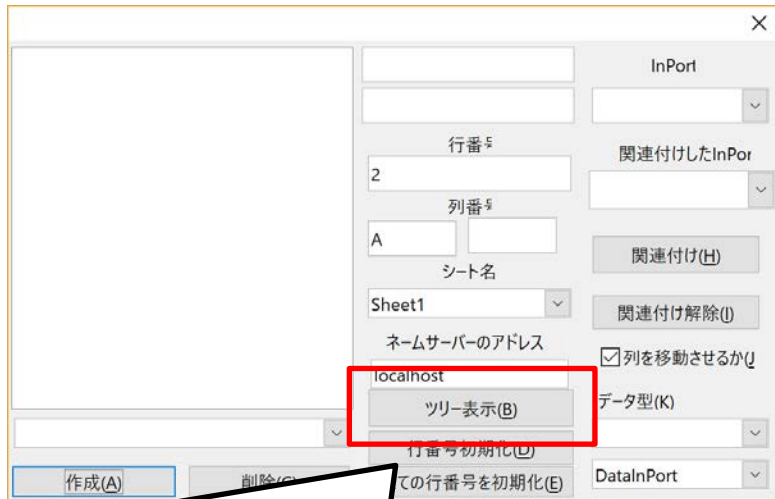 InPort
行番
2
関連付けしたInPor
列番
A
関連付け(H)
シート名
Sheet1
関連付け解除(I)
ネームサーバーのアドレス
localhost
列を移動させるか(J
ツリー表示(B)
データ型(K)
行番号初期化(D)
作成(A)
削除
ての行番号を初期化(E)
DataInPort